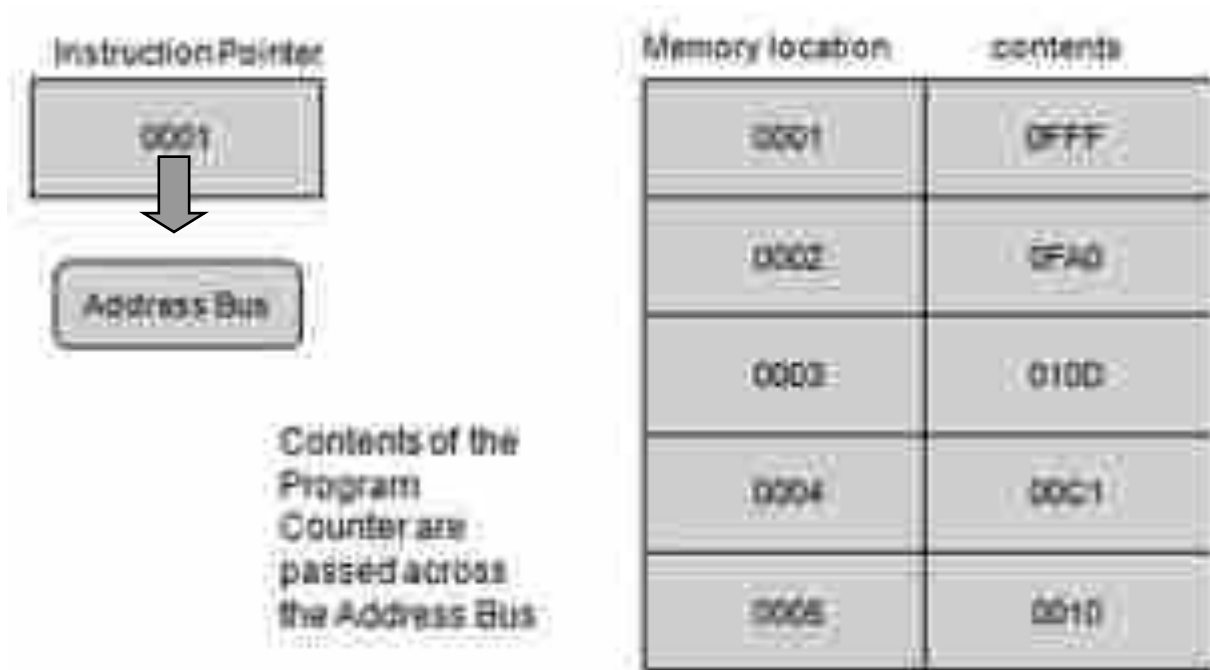 Instruction Pointer
0001
Address Bus
Contents of the
Program
Counter are
passed across
the Address Bus
Memory location contents
0001 0FFF
0002 0FA0
0003 010D
0004 00C1
0005 0010